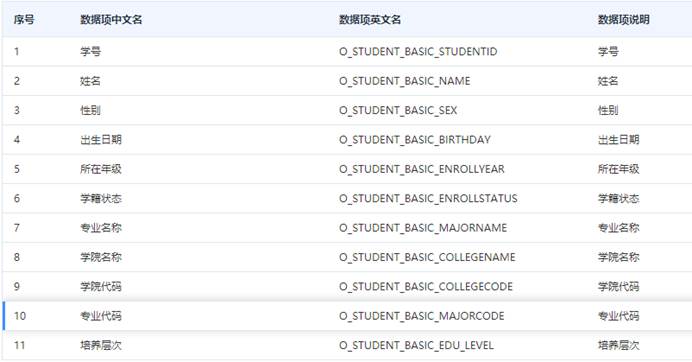 序号 数据项中文名 数据项英文名 数据项说明
1 学号 O_STUDENT_BASIC_STUDENTID 学号
2 姓名 O_STUDENT_BASIC_NAME 姓名
3 性别 O_STUDENT_BASIC_SEX 性别
4 出生日期 O_STUDENT_BASIC_BIRTHDAY 出生日期
5 所在年级 O_STUDENT_BASIC_ENROLLYEAR 所在年级
6 学籍状态 O_STUDENT_BASIC_ENROLLSTATUS 学籍状态
7 专业名称 O_STUDENT_BASIC_MAJORNAME 专业名称
8 学院名称 O_STUDENT_BASIC_COLLEGENAME 学院名称
9 学院代码 O_STUDENT_BASIC_COLLEGECODE 学院代码
10 专业代码 O_STUDENT_BASIC_MAJORCODE 专业代码
11 培养层次 O_STUDENT_BASIC_EDU_LEVEL 培养层次